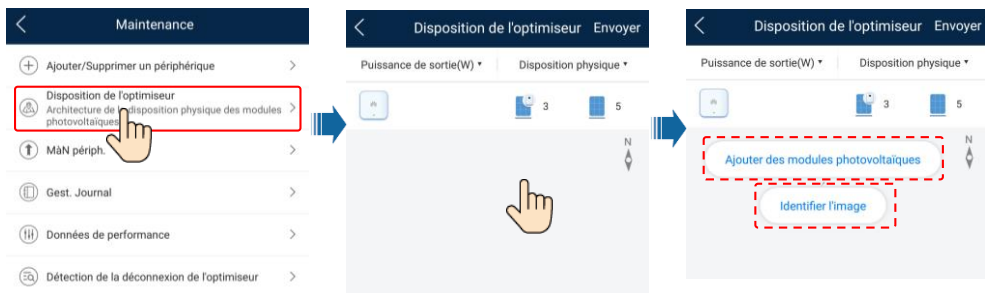 Maintenance
Ajouter/Supprimer un périphérique
Disposition de l'optimiseur
Architecture de la disposition physique des modules
photovoltaïques
MàN périph.
Gest. Journal
Données de performance
Détection de la déconnexion de l'optimiseur
Disposition de l'optimiseur Envoyer
Puissance de sortie(W) Disposition physique
3 5
N
Disposition de l'optimiseur Envoyer
Puissance de sortie(W) Disposition physique
3 5
N
Ajouter des modules photovoltaïques
Identifier l'image